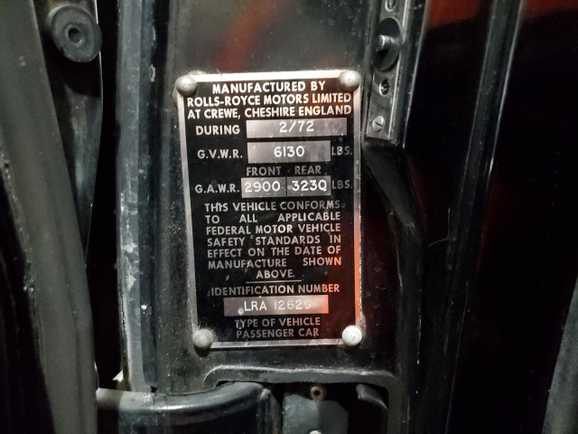 MANUFACTURED BY
ROLLS-ROYCE MOTORS LIMITED
AT CREWE, CHESHIRE ENGLAND
DURING 2/72
G.V.W.R. 6130 LBS.
FRONT REAR
G.A.W.R. 2900 3230 LBS.
THIS VEHICLE CONFORMS
TO ALL APPLICABLE
FEDERAL MOTOR VEHICLE
SAFETY STANDARDS IN
EFFECT ON THE DATE OF
MANUFACTURE SHOWN
ABOVE.
IDENTIFICATION NUMBER
LRA
TYPE OF VEHICLE
PASSENGER CAR